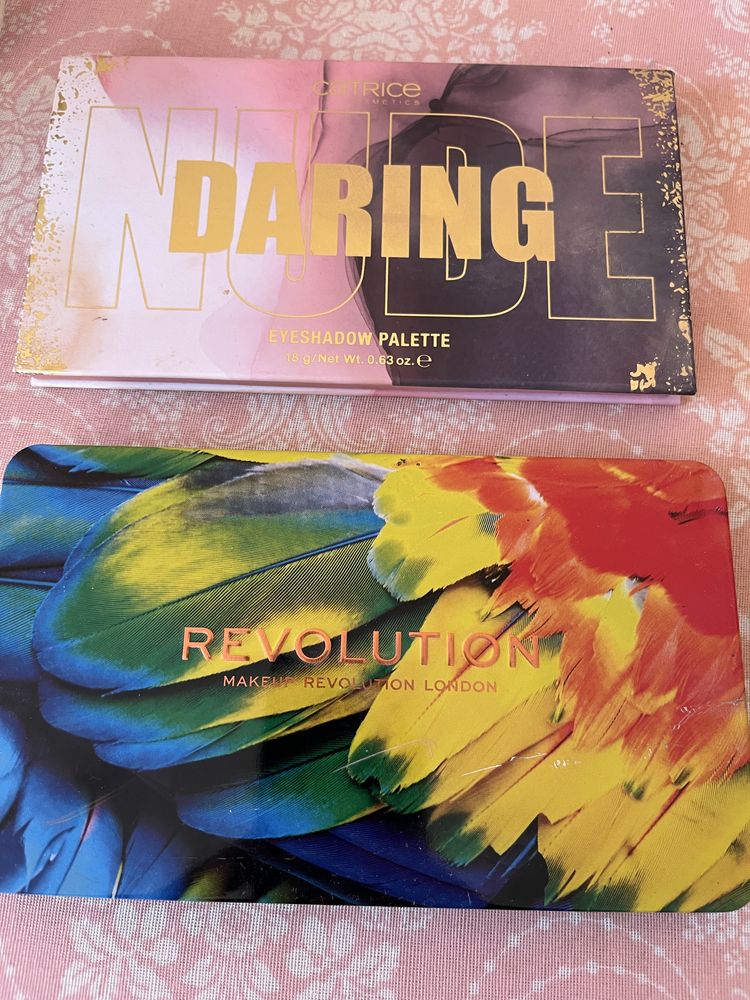 CATRICE
COSMETICS
NUDE
DARING
EYESHADOW PALETTE
18 g/Net Wt. 0.63 oz. ℮
REVOLUTION
MAKEUP REVOLUTION LONDON